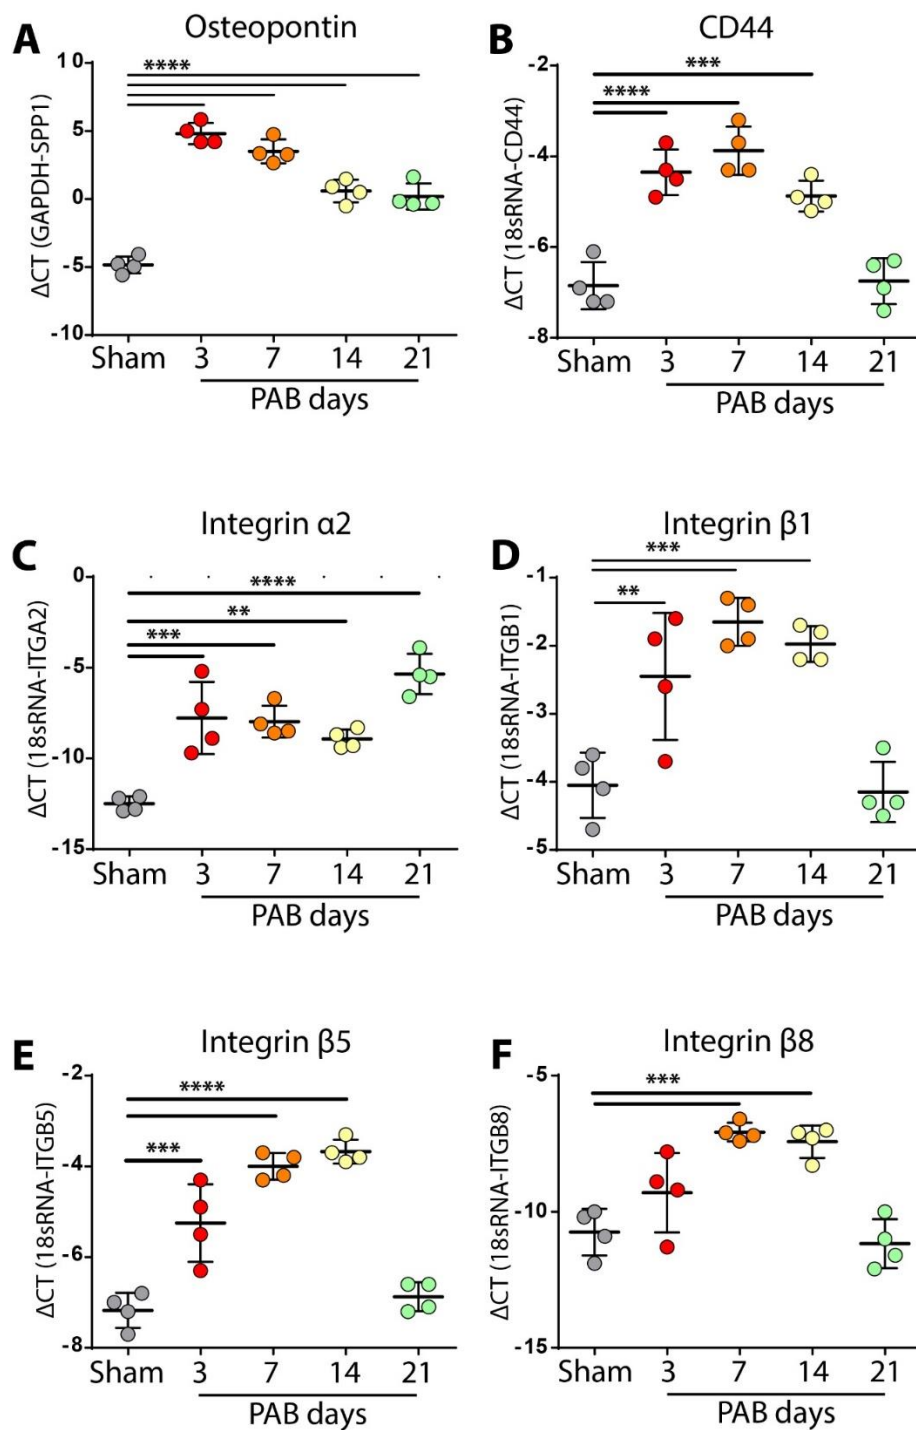 A Osteopontin
****
10
5
0
-5
-10
ΔCT (GAPDH-SPP1)
Sham 3 7 14 21
PAB days
B CD44
***
****
-2
-4
-6
-8
ΔCT (18sRNA-CD44)
Sham 3 7 14 21
PAB days
C Integrin α2
****
**
***
0
-5
-10
-15
ΔCT (18sRNA-ITGA2)
Sham 3 7 14 21
PAB days
D Integrin β1
***
**
-1
-2
-3
-4
-5
ΔCT (18sRNA-ITGB1)
Sham 3 7 14 21
PAB days
E Integrin β5
****
***
-2
-4
-6
-8
ΔCT (18sRNA-ITGB5)
Sham 3 7 14 21
PAB days
F Integrin β8
***
-5
-10
-15
ΔCT (18sRNA-ITGB8)
Sham 3 7 14 21
PAB days